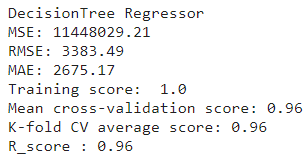 DecisionTree Regressor
MSE: 11448029.21
RMSE: 3383.49
MAE: 2675.17
Training score:  1.0
Mean cross-validation score: 0.96
K-fold CV average score: 0.96
R_score : 0.96